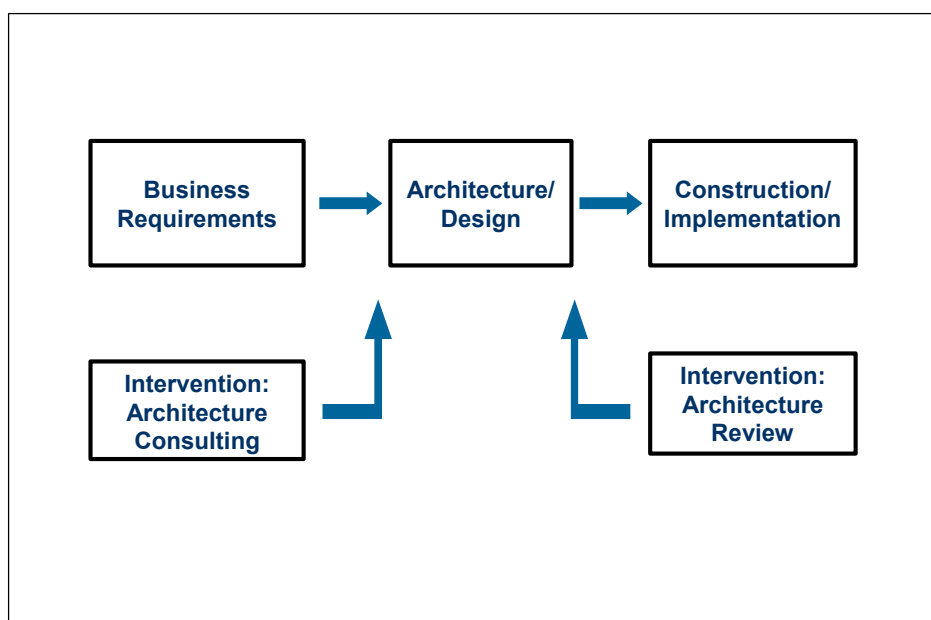 Business
Requirements
Architecture/
Design
Construction/
Implementation
Intervention:
Architecture
Consulting
Intervention:
Architecture
Review